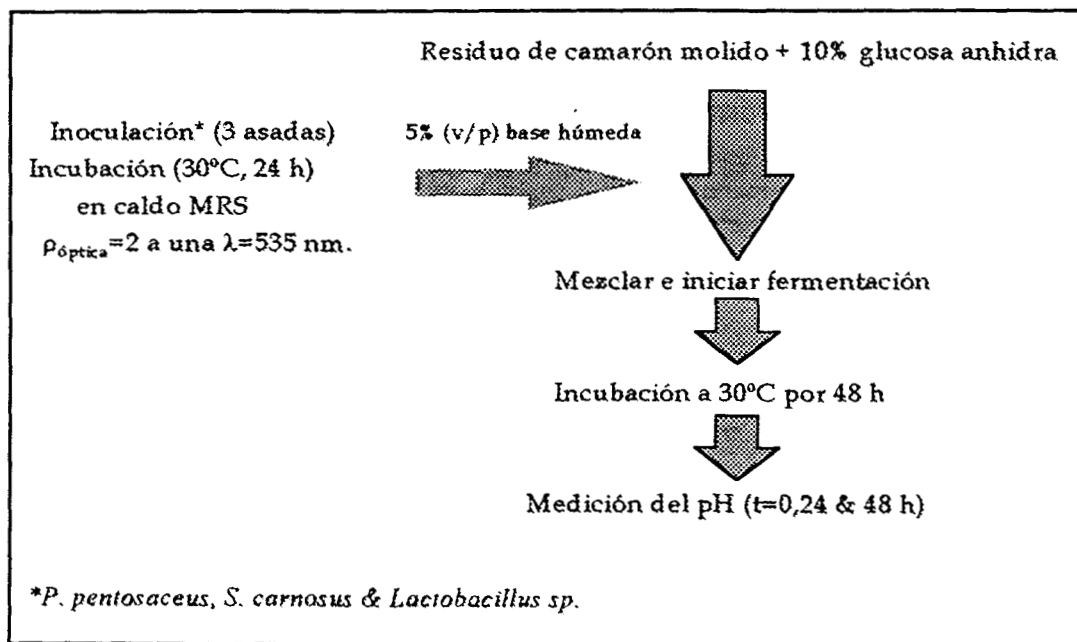 Residuo de camarón molido + 10% glucosa anhidra
Inoculación* (3 asadas)
Incubación (30ºC, 24 h)
en caldo MRS
ρóptica=2 a una λ=535 nm.
5% (v/p) base húmeda
Mezclar e iniciar fermentación
Incubación a 30ºC por 48 h
Medición del pH (t=0,24 & 48 h)
*P. pentosaceus, S. carnosus & Lactobacillus sp.